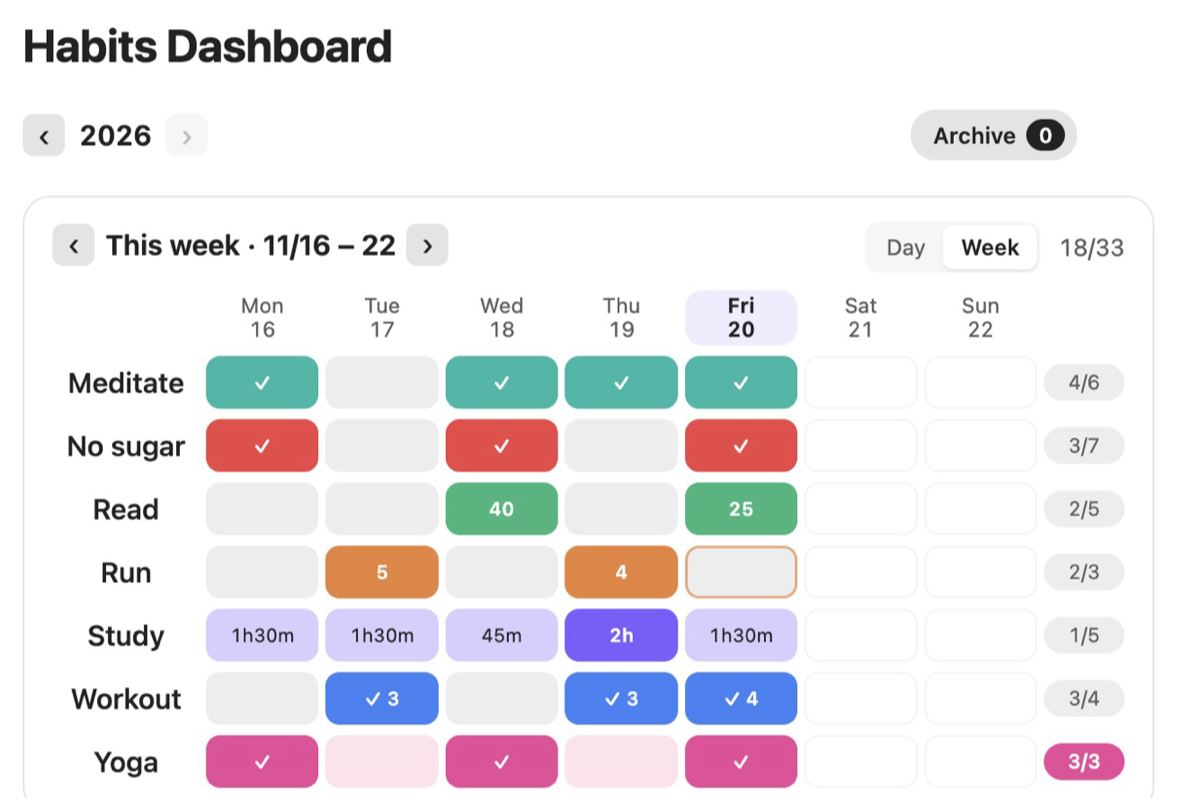 Habits Dashboard
‹ 2026 ›
Archive 0
‹ This week · 11/16 – 22 ›
Day Week 18/33
Mon Tue Wed Thu Fri Sat Sun
16 17 18 19 20 21 22
Meditate ✓ ✓ ✓ ✓ 4/6
No sugar ✓ ✓ ✓ 3/7
Read 40 25 2/5
Run 5 4 2/3
Study 1h30m 1h30m 45m 2h 1h30m 1/5
Workout ✓ 3 ✓ 3 ✓ 4 3/4
Yoga ✓ ✓ ✓ 3/3